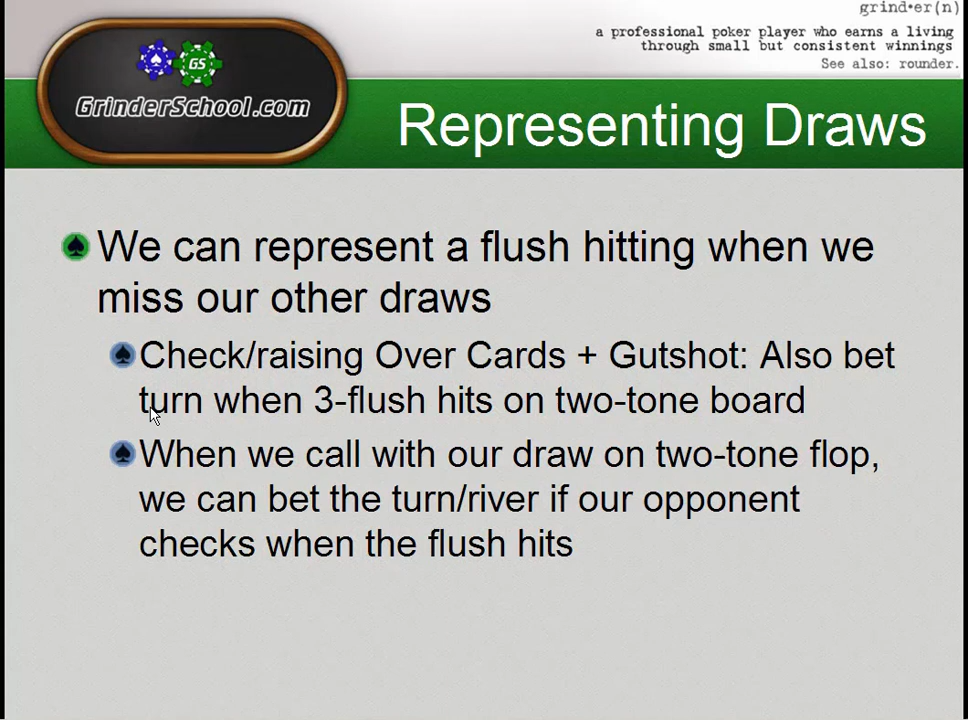 grind•er(n)
a professional poker player who earns a living
through small but consistent winnings
See also: rounder.
GS
GrinderSchool.com
Representing Draws
We can represent a flush hitting when we
miss our other draws
Check/raising Over Cards + Gutshot: Also bet
turn when 3-flush hits on two-tone board
When we call with our draw on two-tone flop,
we can bet the turn/river if our opponent
checks when the flush hits